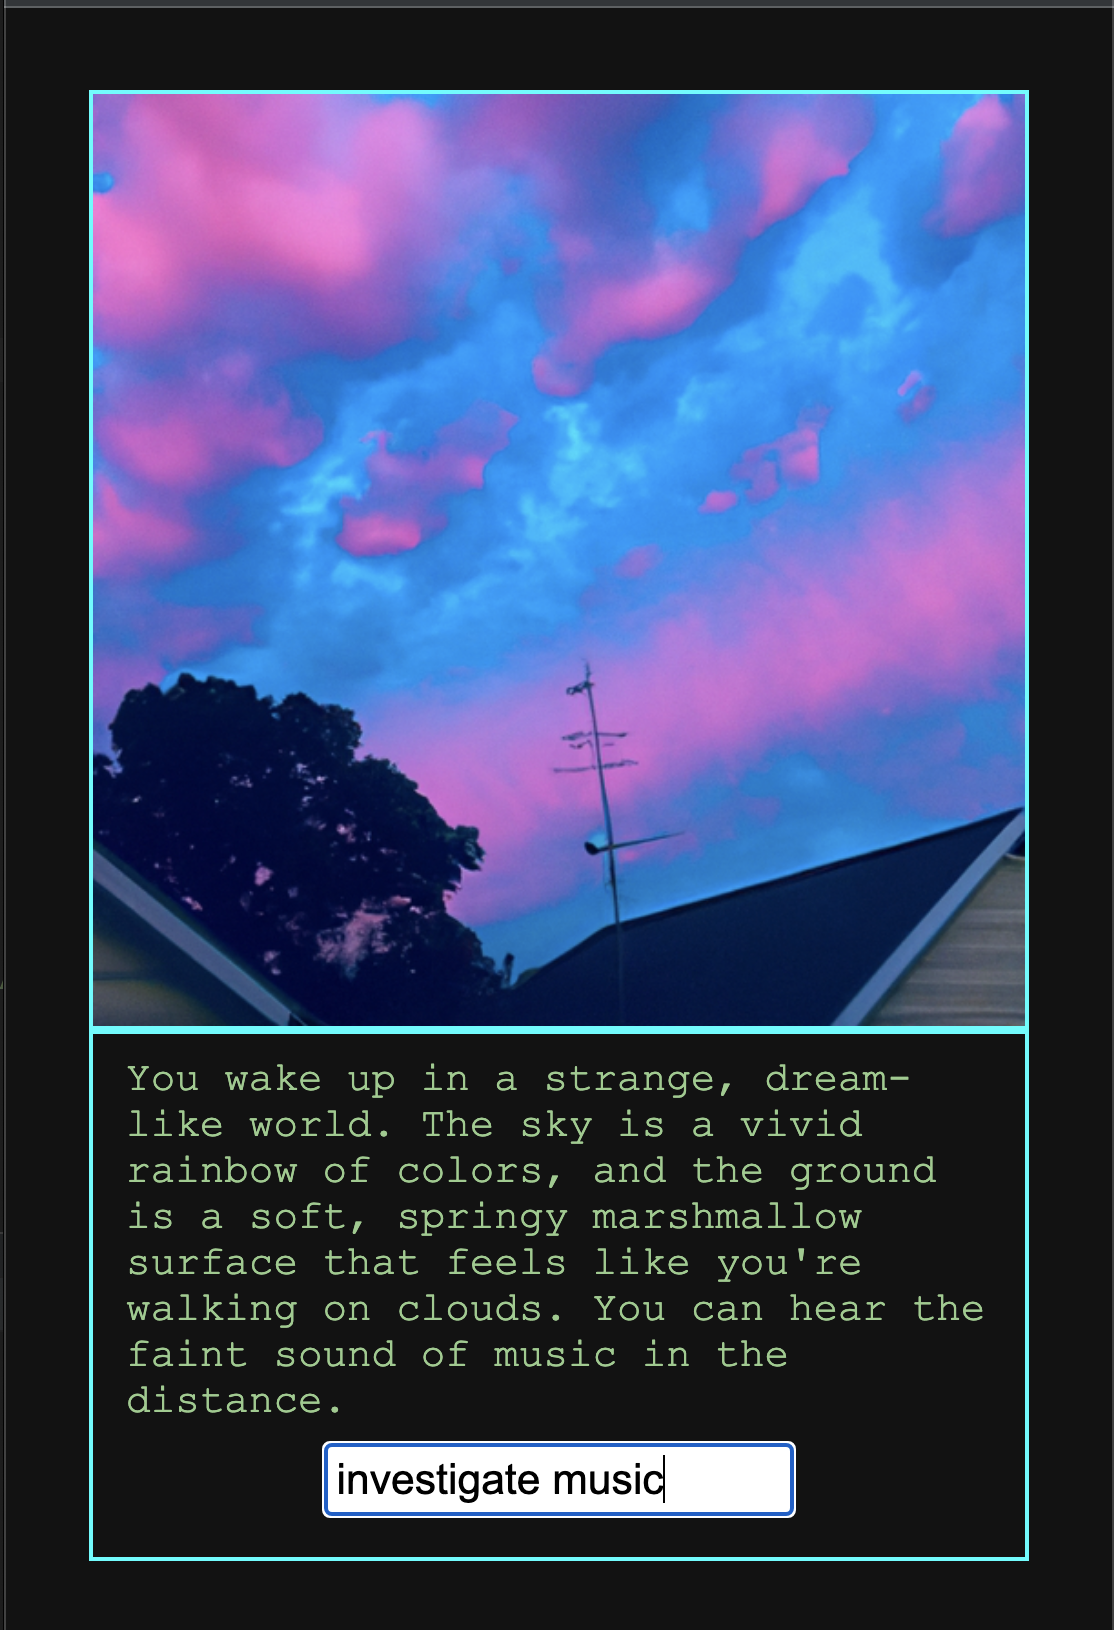 You wake up in a strange, dream-
like world. The sky is a vivid
rainbow of colors, and the ground
is a soft, springy marshmallow
surface that feels like you're
walking on clouds. You can hear the
faint sound of music in the
distance.
investigate music